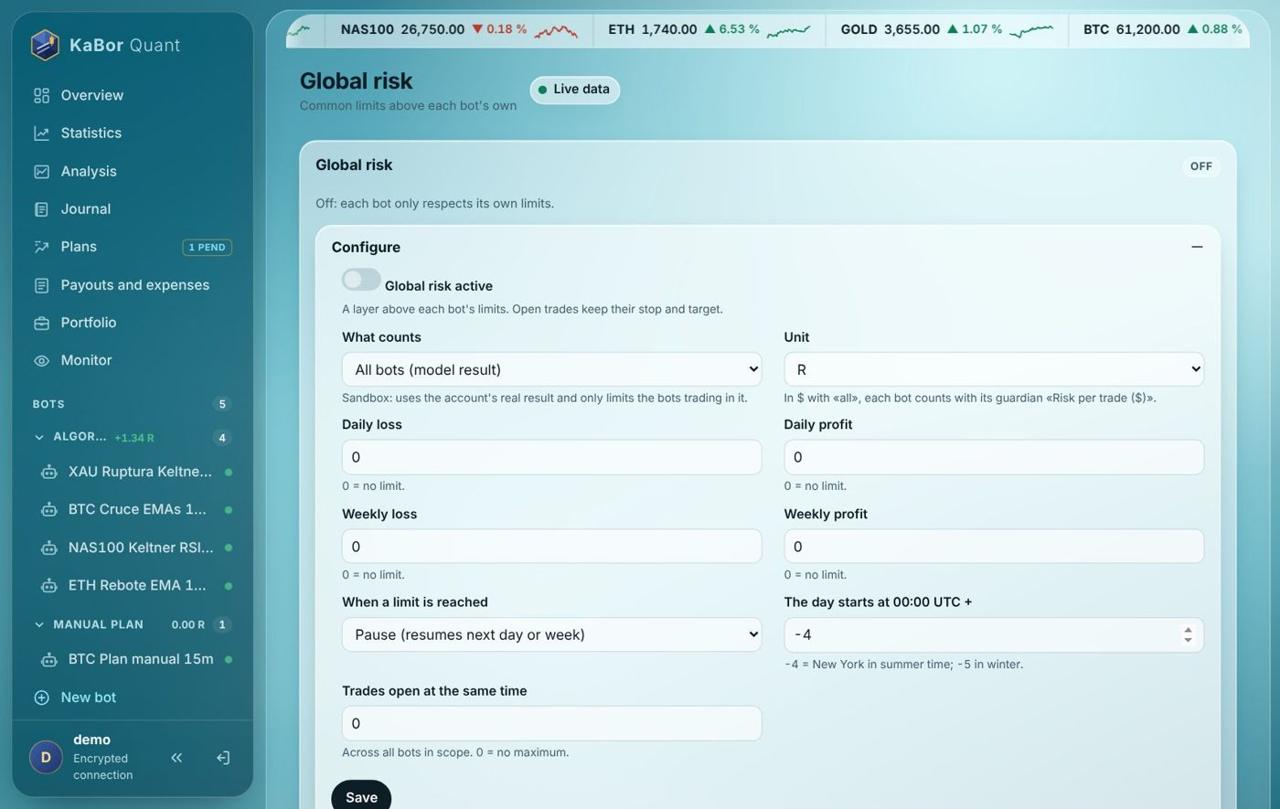 KaBor Quant
Overview
Statistics
Analysis
Journal
Plans 1 PEND
Payouts and expenses
Portfolio
Monitor
BOTS 5
ALGOR... +1.34 R 4
XAU Ruptura Keltne...
BTC Cruce EMAs 1...
NAS100 Keltner RSI...
ETH Rebote EMA 1...
MANUAL PLAN 0.00 R 1
BTC Plan manual 15m
New bot
D demo
Encrypted
connection
NAS100 26,750.00 ▼ 0.18 % ETH 1,740.00 ▲ 6.53 % GOLD 3,655.00 ▲ 1.07 % BTC 61,200.00 ▲ 0.88 %
Global risk
Common limits above each bot's own
Live data
Global risk OFF
Off: each bot only respects its own limits.
Configure
Global risk active
A layer above each bot's limits. Open trades keep their stop and target.
What counts Unit
All bots (model result) R
Sandbox: uses the account's real result and only limits the bots trading in it. In $ with «all», each bot counts with its guardian «Risk per trade ($)».
Daily loss Daily profit
0 0
0 = no limit. 0 = no limit.
Weekly loss Weekly profit
0 0
0 = no limit. 0 = no limit.
When a limit is reached The day starts at 00:00 UTC +
Pause (resumes next day or week) -4
-4 = New York in summer time; -5 in winter.
Trades open at the same time
0
Across all bots in scope. 0 = no maximum.
Save